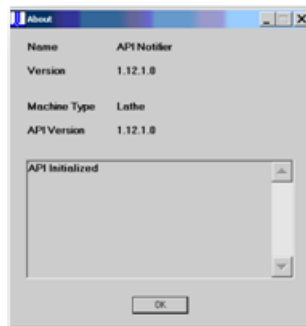 About
Name API Notifier
Version 1.12.1.0
Machine Type Lathe
API Version 1.12.1.0
API Initialized
OK